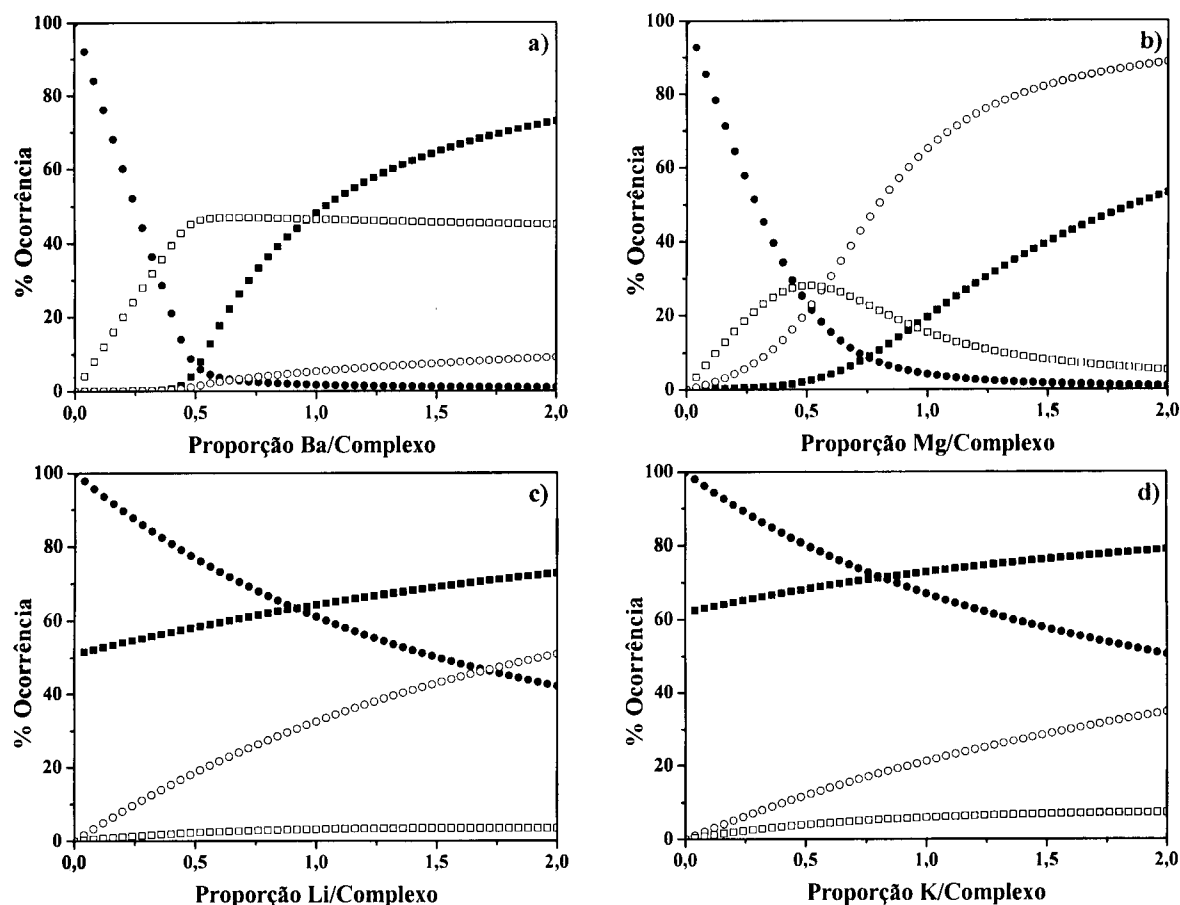 100
80
60
40
20
0
% Ocorrência
a)
0,0 0,5 1,0 1,5 2,0
Proporção Ba/Complexo
100
80
60
40
20
0
% Ocorrência
b)
0,0 0,5 1,0 1,5 2,0
Proporção Mg/Complexo
100
80
60
40
20
0
% Ocorrência
c)
0,0 0,5 1,0 1,5 2,0
Proporção Li/Complexo
100
80
60
40
20
0
% Ocorrência
d)
0,0 0,5 1,0 1,5 2,0
Proporção K/Complexo